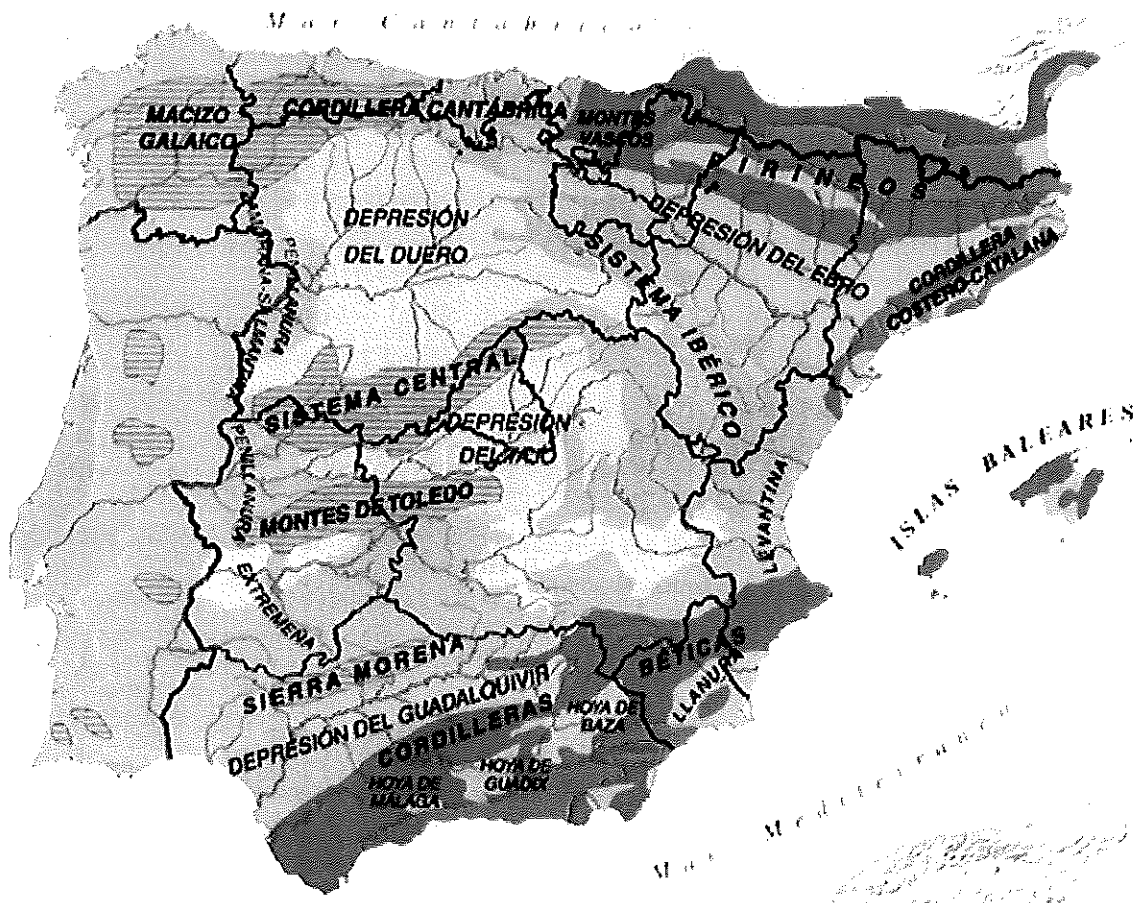 Mar Cantábrico
MACIZO
GALAICO
CORDILLERA CANTÁBRICA
MONTES
VASCOS
PIRINEOS
DEPRESIÓN
DEL DUERO
DEPRESIÓN DEL EBRO
CORDILLERA
COSTERO-CATALANA
SISTEMA IBÉRICO
PENILLANURA
SISTEMA CENTRAL
DEPRESIÓN
DEL TAJO
PENILLANURA
EXTREMEÑA
MONTES DE TOLEDO
LEVANTINA
LLANURA
ISLAS BALEARES
SIERRA MORENA
DEPRESIÓN DEL GUADALQUIVIR
CORDILLERAS
BÉTICAS
HOYA DE
BAZA
HOYA DE
GUADIX
HOYA DE
MÁLAGA
Mar Mediterráneo